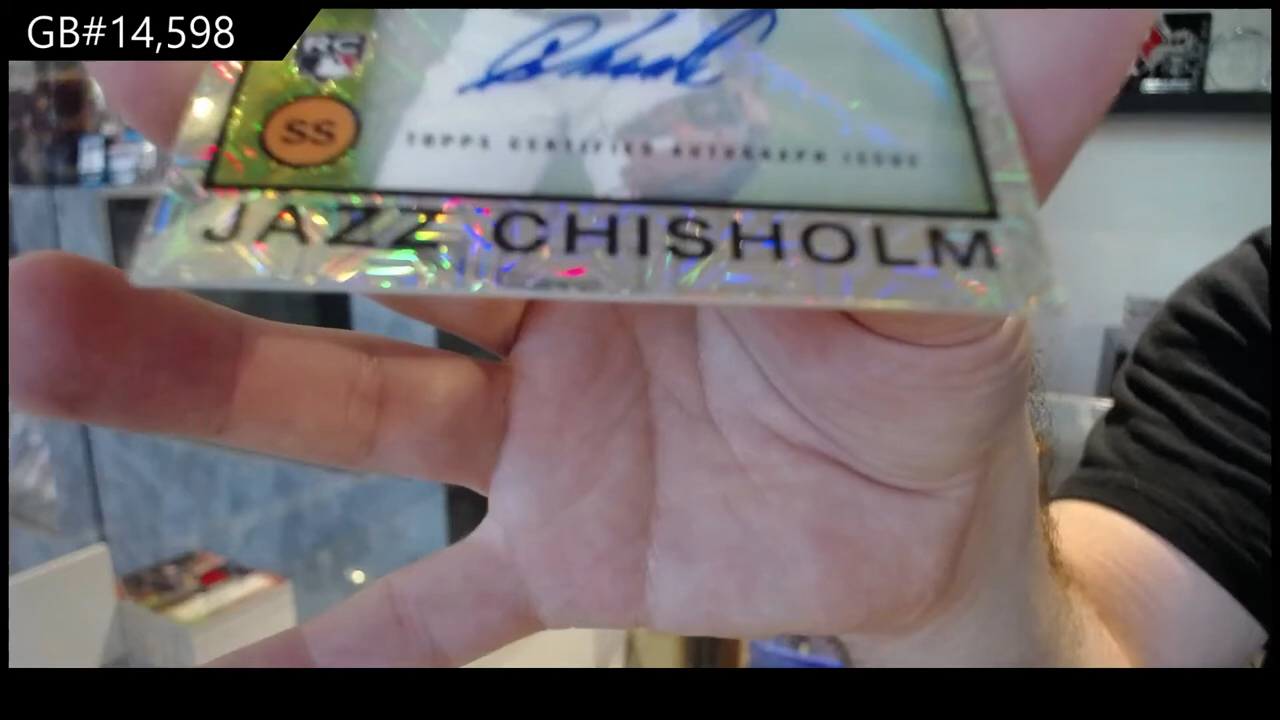 GB#14,598
RC
SS
TOPPS CERTIFIED AUTOGRAPH ISSUE
JAZZ CHISHOLM